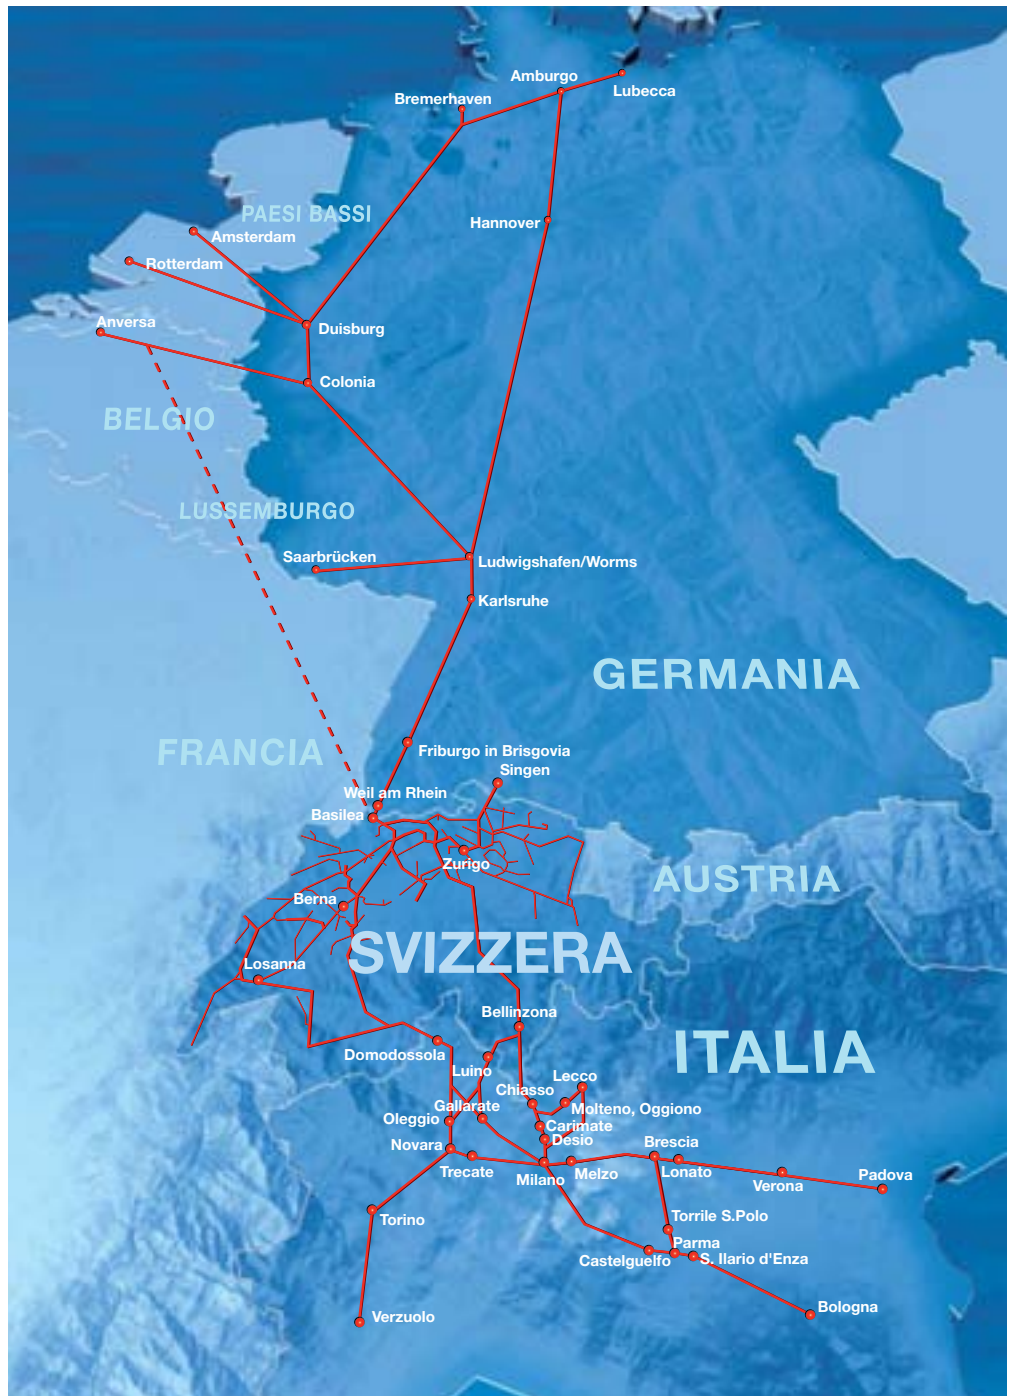 Amburgo
Lubecca
Bremerhaven
PAESI BASSI
Hannover
Amsterdam
Rotterdam
Anversa
Duisburg
Colonia
BELGIO
LUSSEMBURGO
Saarbrücken
Ludwigshafen/Worms
Karlsruhe
GERMANIA
FRANCIA
Friburgo in Brisgovia
Singen
Weil am Rhein
Basilea
Zurigo
AUSTRIA
Berna
SVIZZERA
Losanna
Bellinzona
ITALIA
Domodossola
Luino
Lecco
Chiasso
Gallarate
Molteno, Oggiono
Oleggio
Carimate
Desio
Novara
Brescia
Trecate
Milano
Melzo
Lonato
Verona
Padova
Torino
Torrile S.Polo
Parma
Castelguelfo
S. Ilario d'Enza
Bologna
Verzuolo